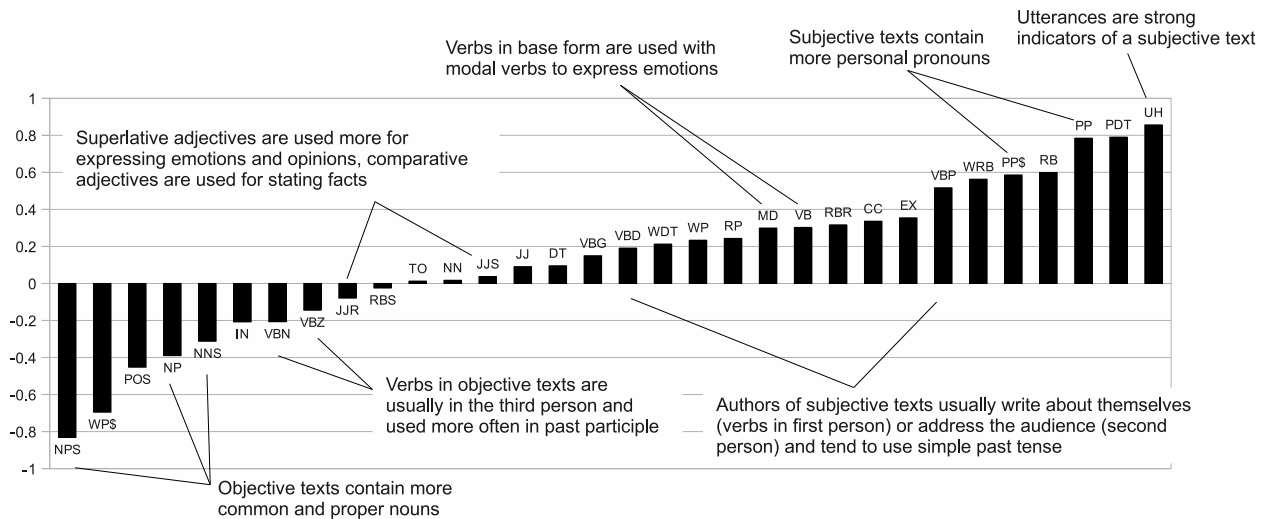 Utterances are strong
indicators of a subjective text
Subjective texts contain
more personal pronouns
Verbs in base form are used with
modal verbs to express emotions
Superlative adjectives are used more for
expressing emotions and opinions, comparative
adjectives are used for stating facts
1
0.8
0.6
0.4
0.2
0
-0.2
-0.4
-0.6
-0.8
-1
NPS
WP$
POS
NP
NNS
IN
VBN
VBZ
JJR
RBS
TO
NN
JJS
JJ
DT
VBG
VBD
WDT
WP
RP
MD
VB
RBR
CC
EX
VBP
WRB
PP$
RB
PP
PDT
UH
Verbs in objective texts are
usually in the third person and
used more often in past participle
Authors of subjective texts usually write about themselves
(verbs in first person) or address the audience (second
person) and tend to use simple past tense
Objective texts contain more
common and proper nouns